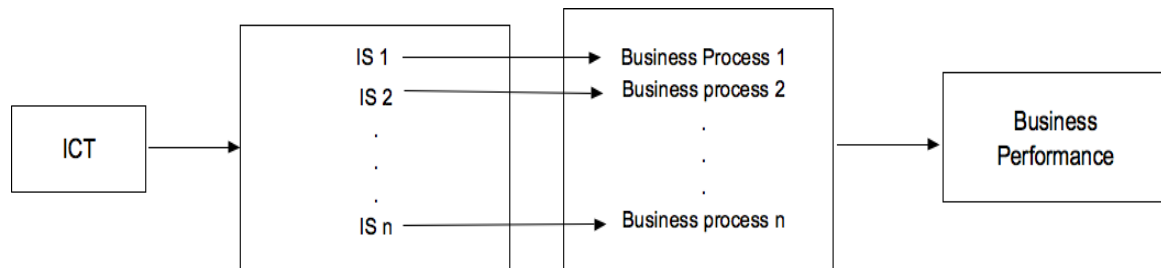 ICT
IS 1
IS 2
.
.
.
IS n
Business Process 1
Business process 2
.
.
.
Business process n
Business
Performance